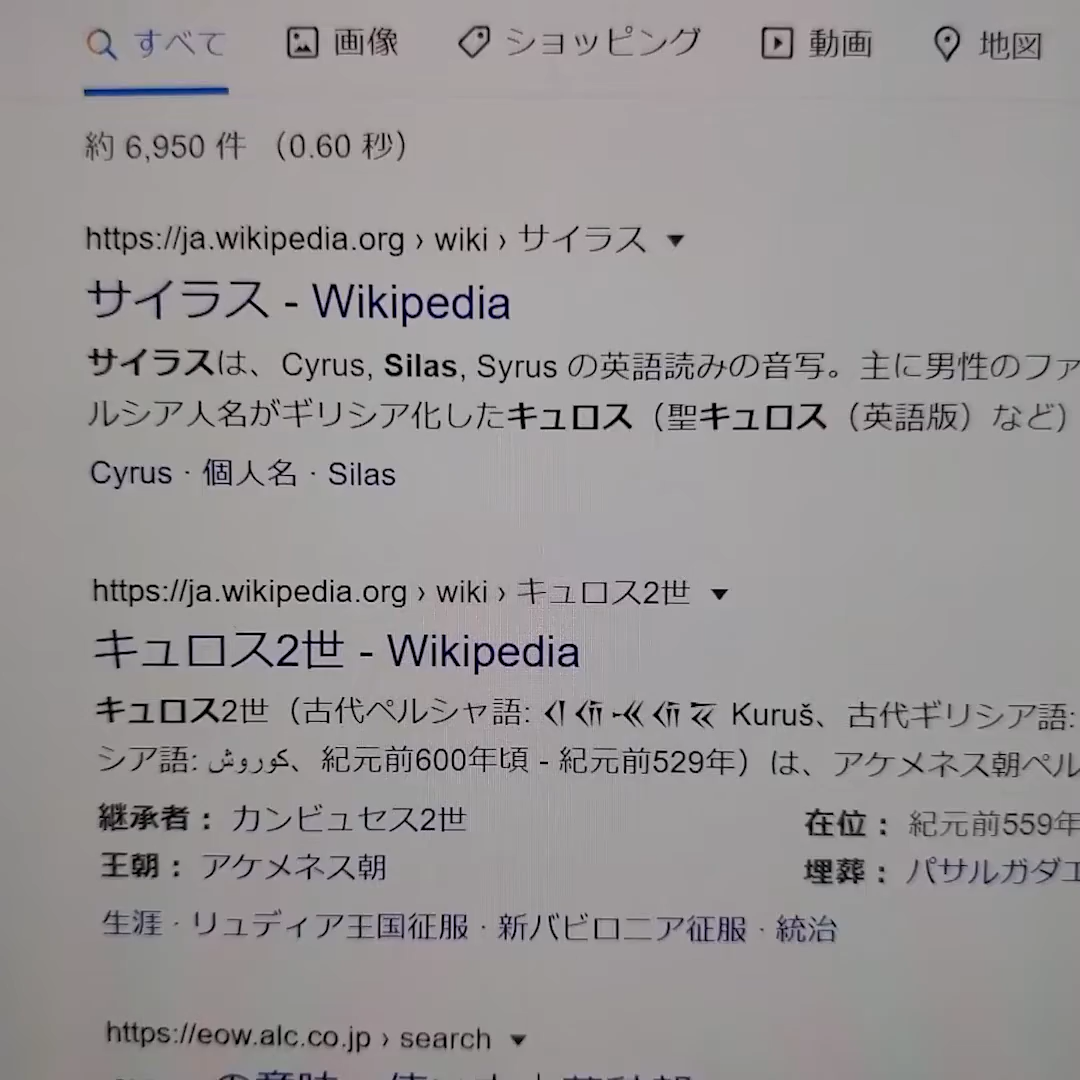 すべて 画像 ショッピング 動画 地図
約 6,950 件 （0.60 秒）
https://ja.wikipedia.org › wiki › サイラス
サイラス - Wikipedia
サイラスは、Cyrus, Silas, Syrus の英語読みの音写。主に男性のファ
ルシア人名がギリシア化したキュロス（聖キュロス（英語版）など）
Cyrus · 個人名 · Silas
https://ja.wikipedia.org › wiki › キュロス2世
キュロス2世 - Wikipedia
キュロス2世（古代ペルシャ語: 𐎤𐎢𐎽𐎢𐏁 Kuruš、古代ギリシア語:
シア語: کوروش、紀元前600年頃 - 紀元前529年）は、アケメネス朝ペル
継承者： カンビュセス2世 在位： 紀元前559年
王朝： アケメネス朝 埋葬： パサルガダエ
生涯 · リュディア王国征服 · 新バビロニア征服 · 統治
https://eow.alc.co.jp › search